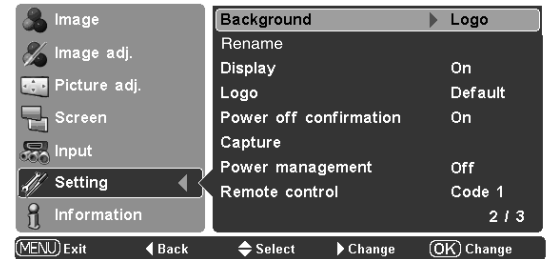 Image
Image adj.
Picture adj.
Screen
Input
Setting
Information
Background Logo
Rename
Display On
Logo Default
Power off confirmation On
Capture
Power management Off
Remote control Code 1
2 / 3
MENU Exit Back Select Change OK Change